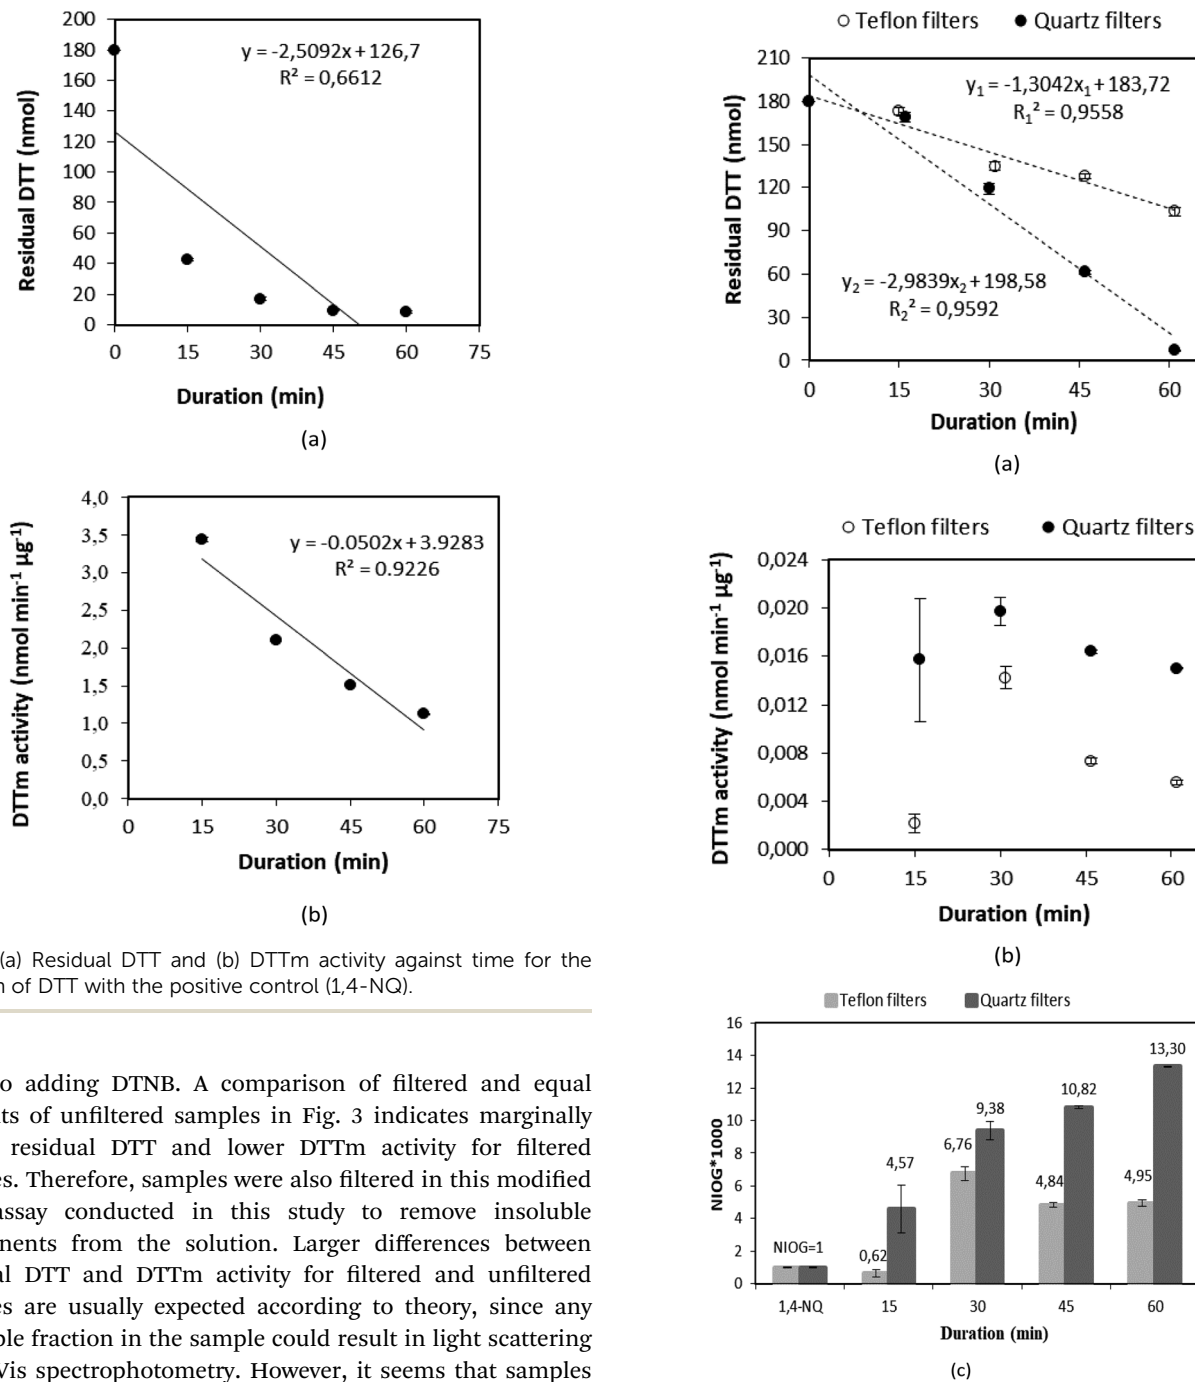 200
180
160
140
120
100
80
60
40
20
0
Residual DTT (nmol)
y = -2,5092x + 126,7
R² = 0,6612
0 15 30 45 60 75
Duration (min)
(a)
4,0
3,5
3,0
2,5
2,0
1,5
1,0
0,5
0,0
DTTm activity (nmol min⁻¹ µg⁻¹)
y = -0.0502x + 3.9283
R² = 0.9226
0 15 30 45 60 75
Duration (min)
(b)
(a) Residual DTT and (b) DTTm activity against time for the
of DTT with the positive control (1,4-NQ).
adding DTNB. A comparison of filtered and equal
of unfiltered samples in Fig. 3 indicates marginally
residual DTT and lower DTTm activity for filtered
Therefore, samples were also filtered in this modified
assay conducted in this study to remove insoluble
from the solution. Larger differences between
DTT and DTTm activity for filtered and unfiltered
are usually expected according to theory, since any
fraction in the sample could result in light scattering
Vis spectrophotometry. However, it seems that samples
Teflon filters Quartz filters
210
180
150
120
90
60
30
0
Residual DTT (nmol)
y₁ = -1,3042x₁ + 183,72
R₁² = 0,9558
y₂ = -2,9839x₂ + 198,58
R₂² = 0,9592
0 15 30 45 60
Duration (min)
(a)
Teflon filters Quartz filters
0,024
0,020
0,016
0,012
0,008
0,004
0,000
DTTm activity (nmol min⁻¹ µg⁻¹)
0 15 30 45 60
Duration (min)
(b)
Teflon filters Quartz filters
16
14
12
10
8
6
4
2
0
NIOG*1000
NIOG=1
0,62
4,57
6,76
9,38
4,84
10,82
4,95
13,30
1,4-NQ 15 30 45 60
Duration (min)
(c)